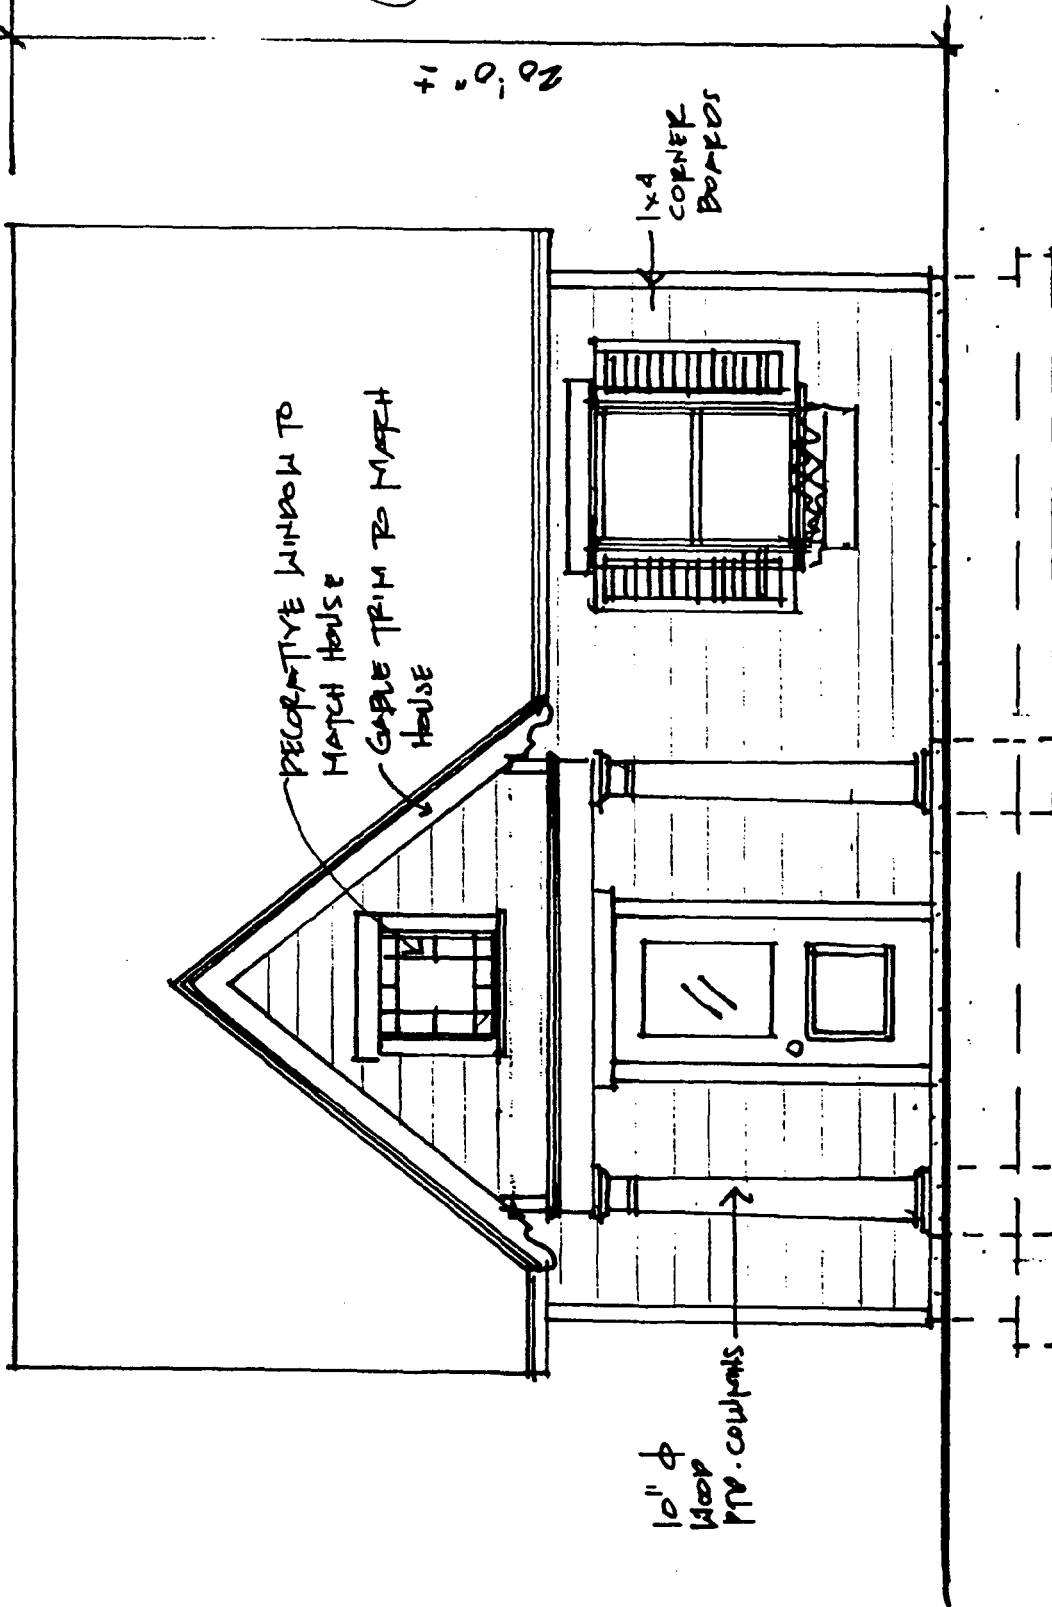 DECORATIVE WINDOW TO
MATCH HOUSE
GABLE TRIM TO MATCH
HOUSE
1x4
CORNER
BOARDS
10" ϕ
WOOD
PTD. COLUMNS
20'.0" ±